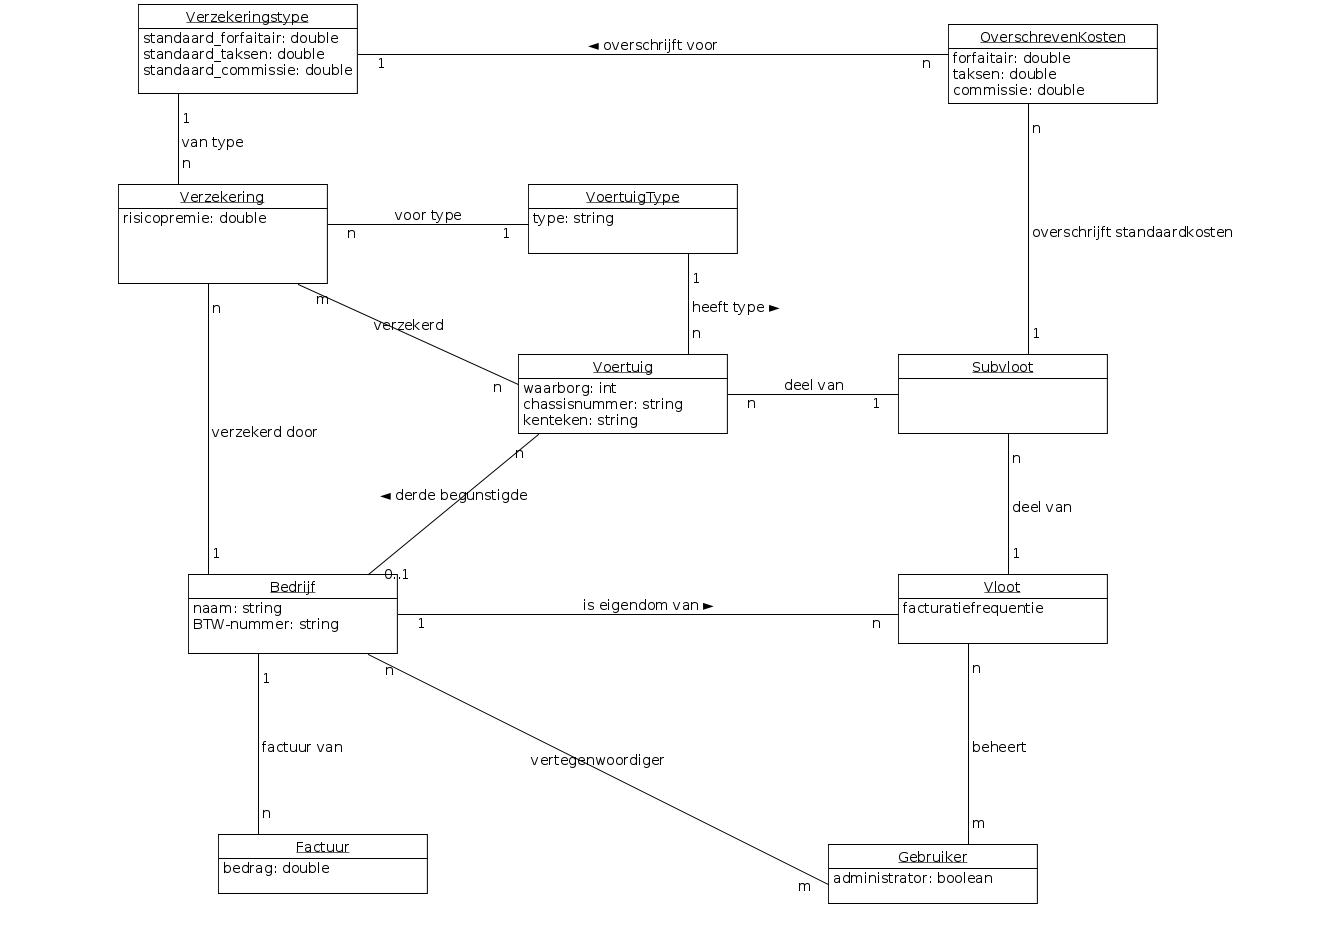 Verzekeringstype
standaard_forfaitair: double
standaard_taksen: double
standaard_commissie: double
◄ overschrijft voor
1
n
OverschrevenKosten
forfaitair: double
taksen: double
commissie: double
1
van type
n
n
overschrijft standaardkosten
1
Verzekering
risicopremie: double
voor type
n
1
VoertuigType
type: string
1
heeft type ►
n
m
verzekerd
n
Voertuig
waarborg: int
chassisnummer: string
kenteken: string
deel van
n
1
Subvloot
n
verzekerd door
1
n
◄ derde begunstigde
0..1
n
deel van
1
Bedrijf
naam: string
BTW-nummer: string
is eigendom van ►
1
n
Vloot
facturatiefrequentie
1
factuur van
n
n
vertegenwoordiger
m
n
beheert
m
Factuur
bedrag: double
Gebruiker
administrator: boolean